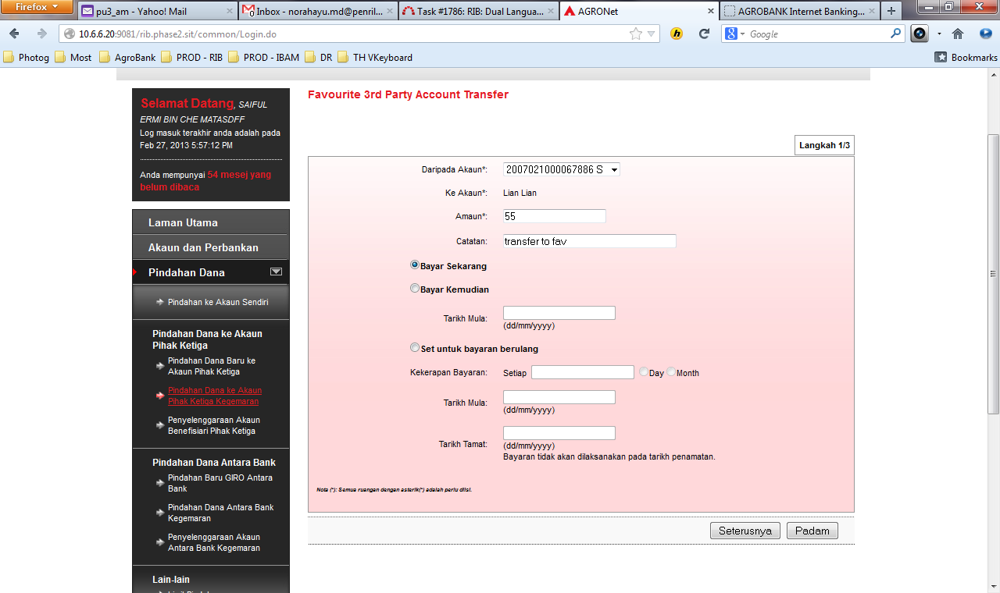 Firefox
pu3_am - Yahoo! Mail
Inbox - norahayu.md@penril...
Task #1786: RIB: Dual Langua...
AGRONet
AGROBANK Internet Banking...
10.6.6.20:9081/rib.phase2.sit/common/Login.do
Google
Photog
Most
AgroBank
PROD - RIB
PROD - IBAM
DR
TH VKeyboard
Bookmarks
Selamat Datang, SAIFUL
ERMI BIN CHE MATASDFF
Log masuk terakhir anda adalah pada
Feb 27, 2013 5:57:12 PM
Anda mempunyai 54 mesej yang
belum dibaca
Laman Utama
Akaun dan Perbankan
Pindahan Dana
Pindahan ke Akaun Sendiri
Pindahan Dana ke Akaun
Pihak Ketiga
Pindahan Dana Baru ke
Akaun Pihak Ketiga
Pindahan Dana ke Akaun
Pihak Ketiga Kegemaran
Penyelenggaraan Akaun
Benefisiari Pihak Ketiga
Pindahan Dana Antara Bank
Pindahan Baru GIRO Antara
Bank
Pindahan Dana Antara Bank
Kegemaran
Penyelenggaraan Akaun
Antara Bank Kegemaran
Lain-lain
Favourite 3rd Party Account Transfer
Langkah 1/3
Daripada Akaun*: 2007021000067886 S
Ke Akaun*: Lian Lian
Amaun*: 55
Catatan: transfer to fav
Bayar Sekarang
Bayar Kemudian
Tarikh Mula:
(dd/mm/yyyy)
Set untuk bayaran berulang
Kekerapan Bayaran: Setiap Day Month
Tarikh Mula:
(dd/mm/yyyy)
Tarikh Tamat:
(dd/mm/yyyy)
Bayaran tidak akan dilaksanakan pada tarikh penamatan.
Nota (*): Semua ruangan dengan asterik(*) adalah perlu diisi.
Seterusnya
Padam